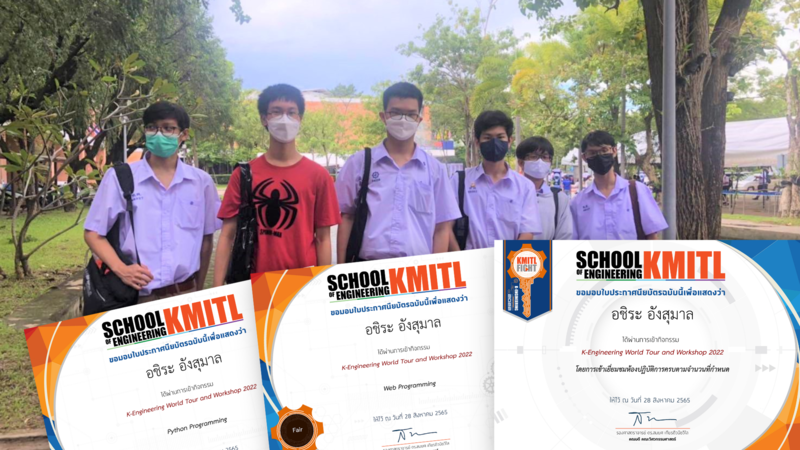 SCHOOL
OF ENGINEERING
KMITL
ขอมอบใบประกาศนียบัตรฉบับนี้เพื่อแสดงว่า
อชิระ อังสุมาล
ได้ผ่านการเข้ากิจกรรม
K-Engineering World Tour and Workshop 2022
Python Programming
SCHOOL
OF ENGINEERING
KMITL
ขอมอบใบประกาศนียบัตรฉบับนี้เพื่อแสดงว่า
อชิระ อังสุมาล
ได้ผ่านการเข้ากิจกรรม
K-Engineering World Tour and Workshop 2022
Web Programming
ให้ไว้ ณ วันที่ 28 สิงหาคม 2565
Fair
KMITL
FIGHT
SCHOOL
OF ENGINEERING
KMITL
ขอมอบใบประกาศนียบัตรฉบับนี้เพื่อแสดงว่า
อชิระ อังสุมาล
ได้ผ่านการเข้ากิจกรรม
K-Engineering World Tour and Workshop 2022
โดยการเข้าเยี่ยมชมห้องปฏิบัติการครบตามจำนวนที่กำหนด
ให้ไว้ ณ วันที่ 28 สิงหาคม 2565